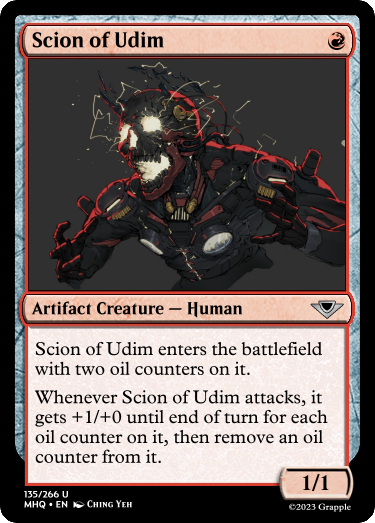 Scion of Udim
Artifact Creature — Human
Scion of Udim enters the battlefield
with two oil counters on it.
Whenever Scion of Udim attacks, it
gets +1/+0 until end of turn for each
oil counter on it, then remove an oil
counter from it.
1/1
135/266 U
MHQ • EN Ching Yeh
©2023 Grapple